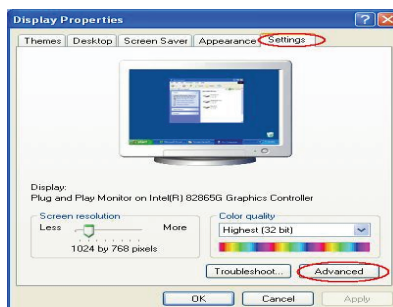 Display Properties
Themes Desktop Screen Saver Appearance Settings
Display:
Plug and Play Monitor on Intel(R) 82865G Graphics Controller
Screen resolution
Less More
1024 by 768 pixels
Color quality
Highest (32 bit)
Troubleshoot... Advanced
OK Cancel Apply